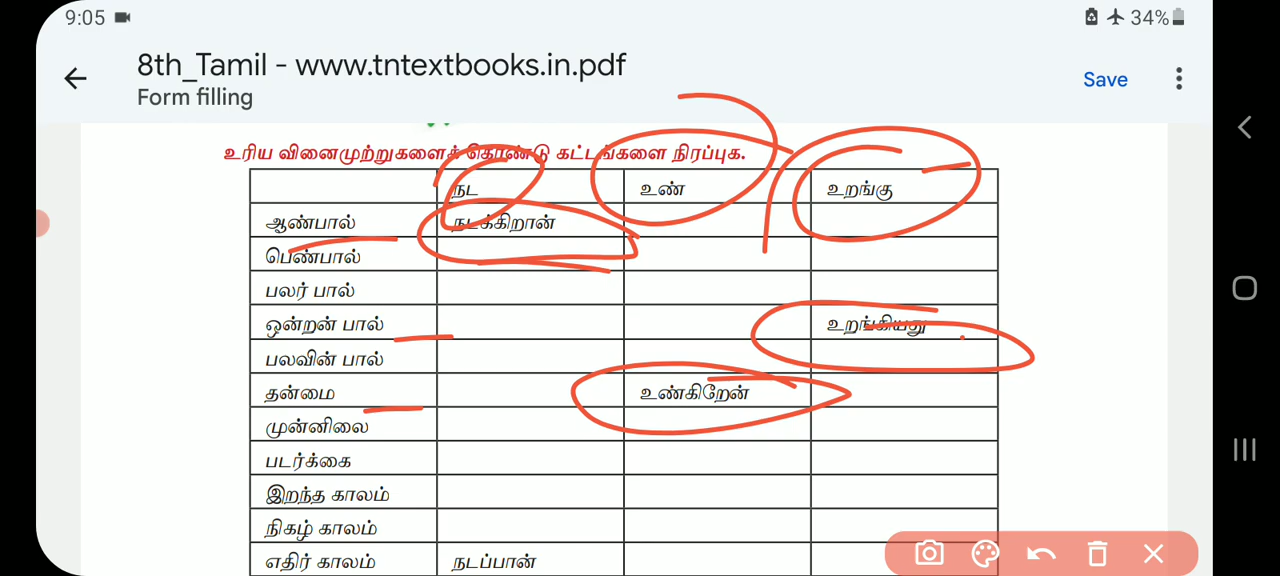 9:05 34%
8th_Tamil - www.tntextbooks.in.pdf
Form filling
Save
உரிய வினைமுற்றுகளைக் கொண்டு கட்டங்களை நிரப்புக.
நட உண் உறங்கு
ஆண்பால் நடக்கிறான்
பெண்பால்
பலர் பால்
ஒன்றன் பால் உறங்கியது
பலவின் பால்
தன்மை உண்கிறேன்
முன்னிலை
படர்க்கை
இறந்த காலம்
நிகழ் காலம்
எதிர் காலம் நடப்பான்